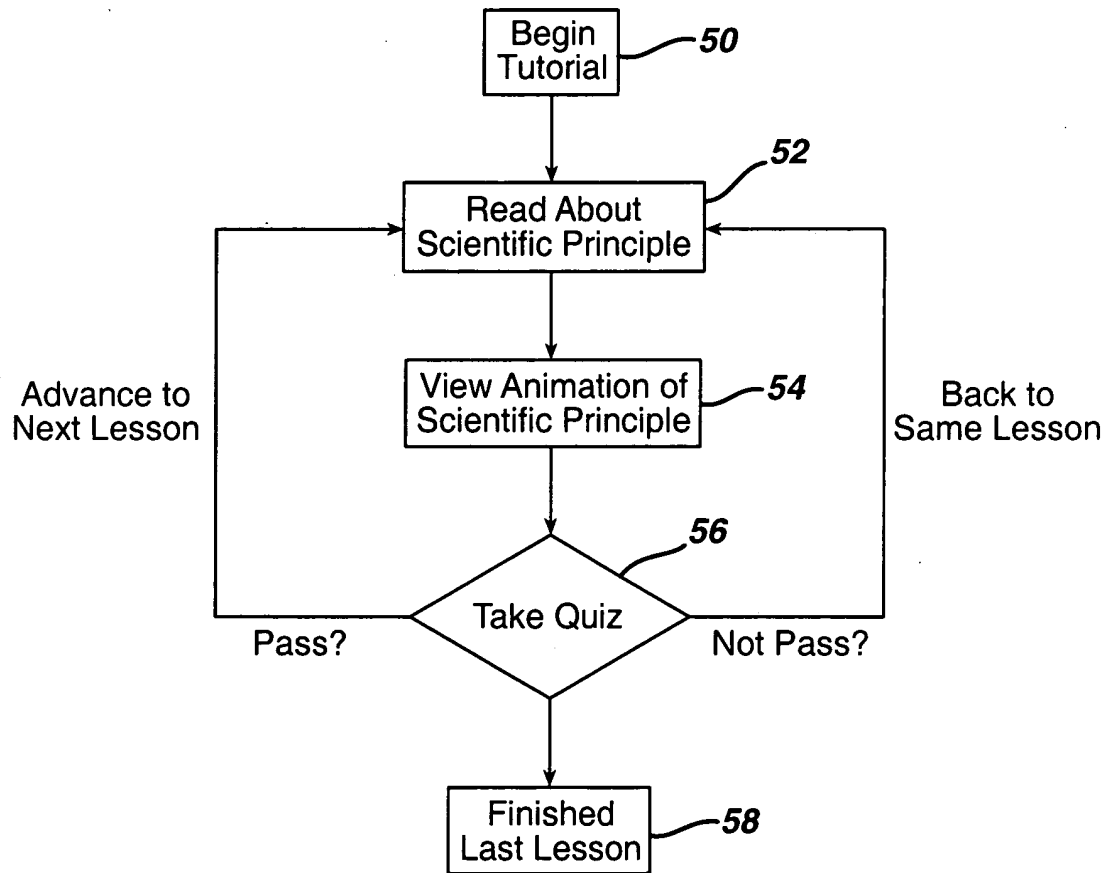 Begin
Tutorial
50
52
Read About
Scientific Principle
Advance to
Next Lesson
View Animation of
Scientific Principle
54
Back to
Same Lesson
56
Take Quiz
Pass?
Not Pass?
Finished
Last Lesson
58